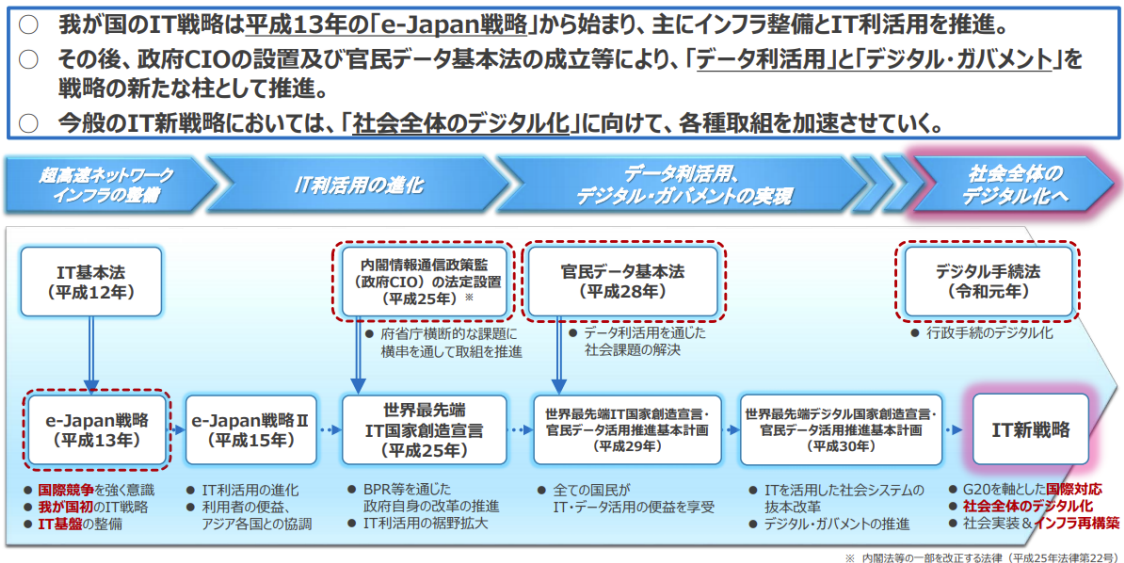 ○ 我が国のIT戦略は平成13年の「e-Japan戦略」から始まり、主にインフラ整備とIT利活用を推進。
○ その後、政府CIOの設置及び官民データ基本法の成立等により、「データ利活用」と「デジタル・ガバメント」を
戦略の新たな柱として推進。
○ 今般のIT新戦略においては、「社会全体のデジタル化」に向けて、各種取組を加速させていく。
超高速ネットワーク
インフラの整備
IT利活用の進化
データ利活用、
デジタル・ガバメントの実現
社会全体の
デジタル化へ
IT基本法
（平成12年）
内閣情報通信政策監
（政府CIO）の法定設置
（平成25年）※
● 府省庁横断的な課題に
横串を通して取組を推進
官民データ基本法
（平成28年）
● データ利活用を通じた
社会課題の解決
デジタル手続法
（令和元年）
● 行政手続のデジタル化
e-Japan戦略
（平成13年）
e-Japan戦略Ⅱ
（平成15年）
世界最先端
IT国家創造宣言
（平成25年）
世界最先端IT国家創造宣言・
官民データ活用推進基本計画
（平成29年）
世界最先端デジタル国家創造宣言・
官民データ活用推進基本計画
（平成30年）
IT新戦略
● 国際競争を強く意識
● 我が国初のIT戦略
● IT基盤の整備
● IT利活用の進化
● 利用者の便益、
アジア各国との協調
● BPR等を通じた
政府自身の改革の推進
● IT利活用の裾野拡大
● 全ての国民が
IT・データ活用の便益を享受
● ITを活用した社会システムの
抜本改革
● デジタル・ガバメントの推進
● G20を軸とした国際対応
● 社会全体のデジタル化
● 社会実装＆インフラ再構築
※ 内閣法等の一部を改正する法律（平成25年法律第22号）